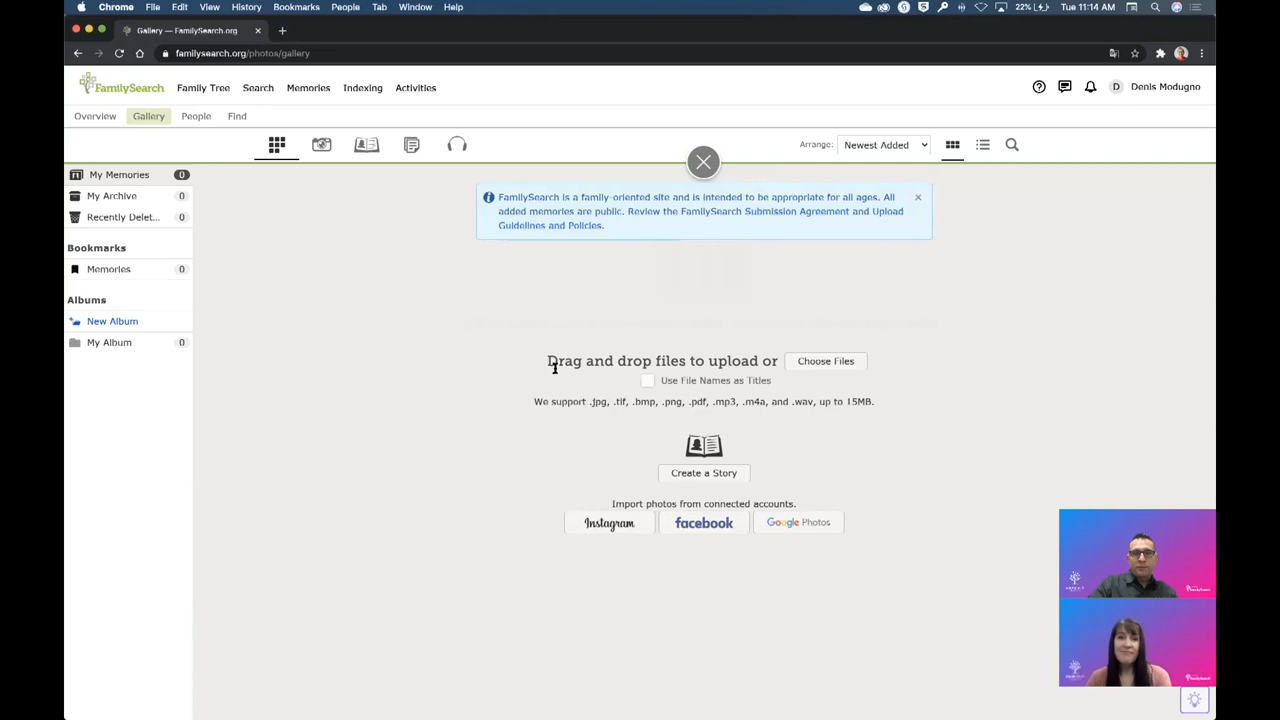 Chrome File Edit View History Bookmarks People Tab Window Help
22% Tue 11:14 AM
Gallery — FamilySearch.org
familysearch.org/photos/gallery
FamilySearch Family Tree Search Memories Indexing Activities
D Denis Modugno
Overview Gallery People Find
Arrange: Newest Added
My Memories 0
My Archive 0
Recently Delet... 0
Bookmarks
Memories 0
Albums
New Album
My Album 0
FamilySearch is a family-oriented site and is intended to be appropriate for all ages. All
added memories are public. Review the FamilySearch Submission Agreement and Upload
Guidelines and Policies.
Drag and drop files to upload or Choose Files
Use File Names as Titles
We support .jpg, .tif, .bmp, .png, .pdf, .mp3, .m4a, and .wav, up to 15MB.
Create a Story
Import photos from connected accounts.
Instagram facebook Google Photos